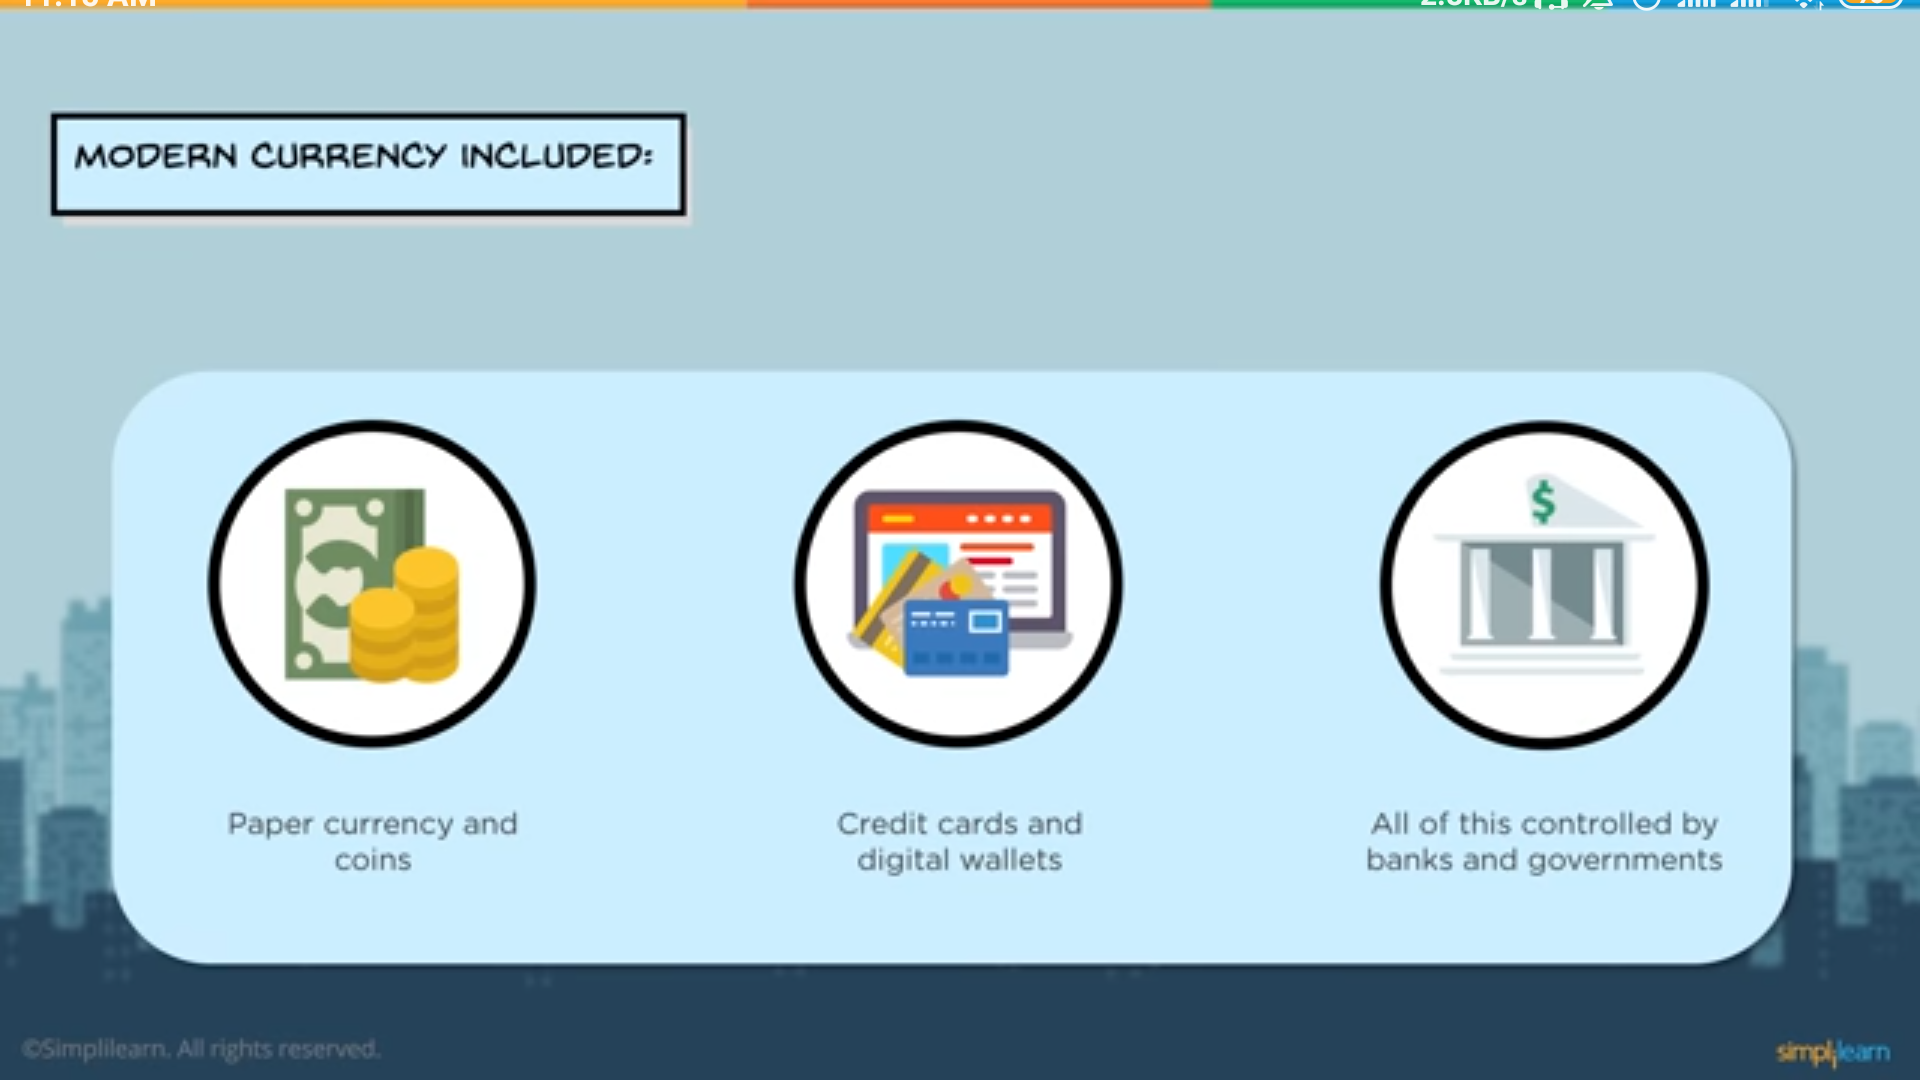 MODERN CURRENCY INCLUDED:
$
Paper currency and
coins
Credit cards and
digital wallets
All of this controlled by
banks and governments
©Simplilearn. All rights reserved.
simplilearn